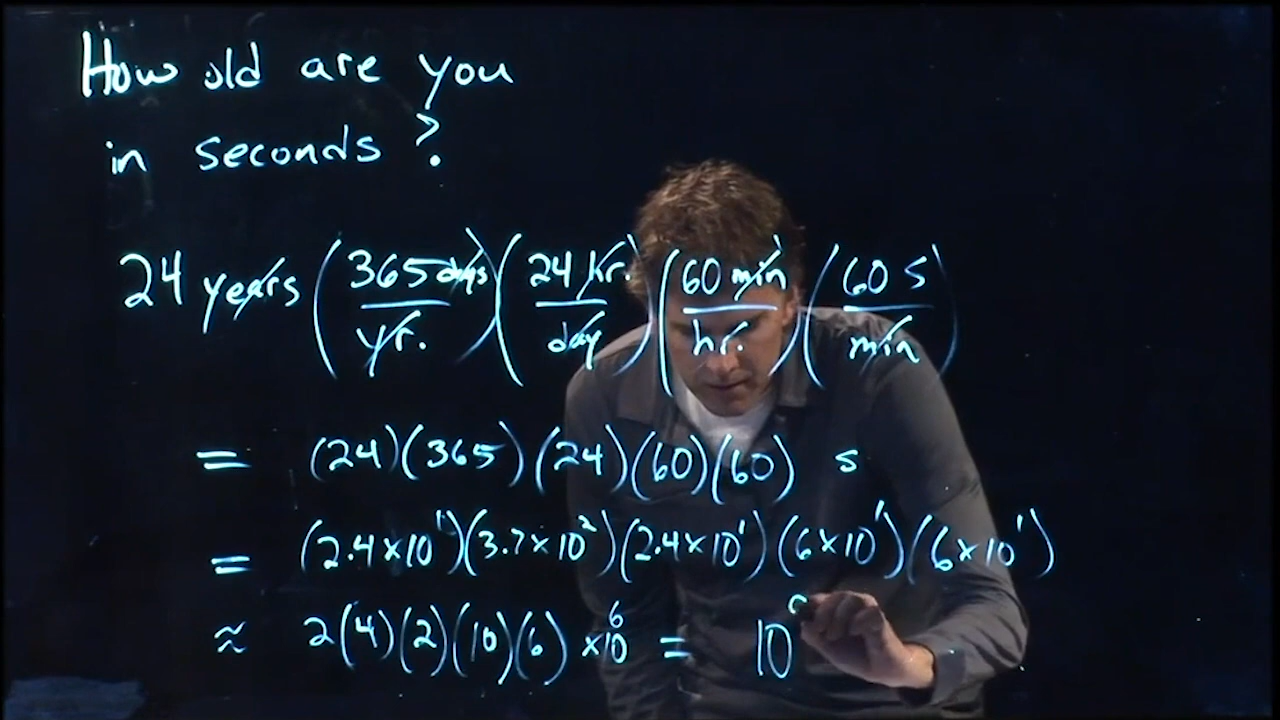 How old are you
in seconds?
24 years (365 days/yr.)(24 hr./day)(60 min/hr.)(60 s/min)
= (24)(365)(24)(60)(60) s
= (2.4×10¹)(3.7×10²)(2.4×10¹)(6×10¹)(6×10¹)
≈ 2(4)(2)(10)(6) ×10⁶ = 10